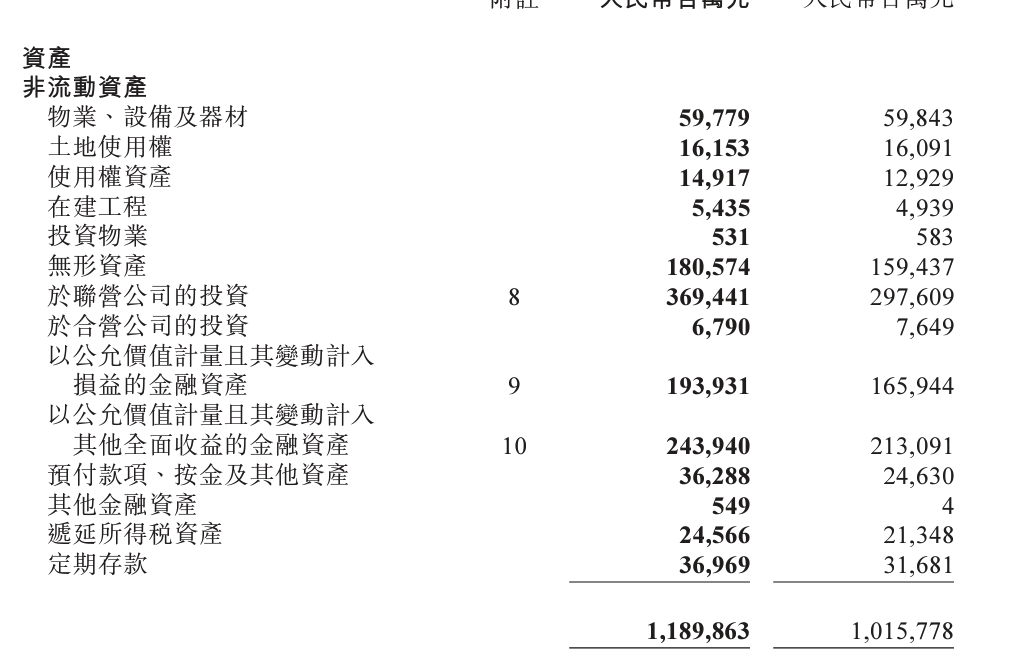 附註 人民幣百萬元 人民幣百萬元
資產
非流動資產
物業、設備及器材 59,779 59,843
土地使用權 16,153 16,091
使用權資產 14,917 12,929
在建工程 5,435 4,939
投資物業 531 583
無形資產 180,574 159,437
於聯營公司的投資 8 369,441 297,609
於合營公司的投資 6,790 7,649
以公允價值計量且其變動計入
損益的金融資產 9 193,931 165,944
以公允價值計量且其變動計入
其他全面收益的金融資產 10 243,940 213,091
預付款項、按金及其他資產 36,288 24,630
其他金融資產 549 4
遞延所得稅資產 24,566 21,348
定期存款 36,969 31,681
1,189,863 1,015,778